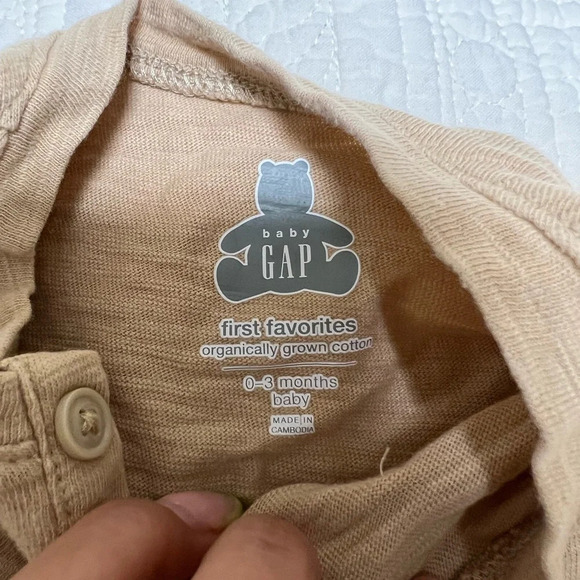 baby
GAP
first favorites
organically grown cotton
0–3 months
baby
MADE IN
CAMBODIA